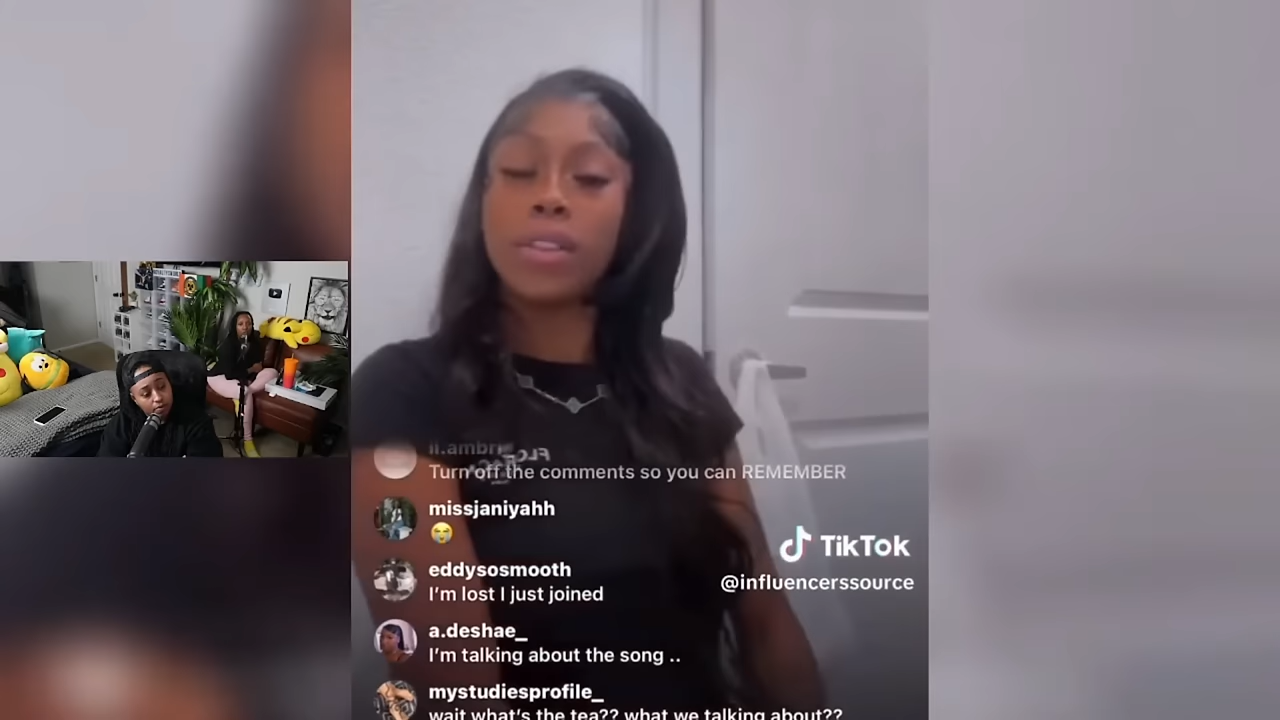 Turn off the comments so you can REMEMBER
missjaniyahh
😭
eddysosmooth
I'm lost I just joined
a.deshae_
I'm talking about the song ..
mystudiesprofile_
wait what's the tea?? what we talking about??
TikTok
@influencerssource